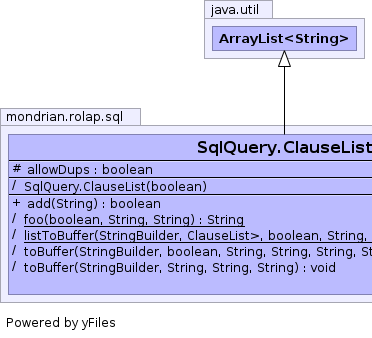 java.util
ArrayList<String>
mondrian.rolap.sql
SqlQuery.ClauseList
# allowDups : boolean
/ SqlQuery.ClauseList(boolean)
+ add(String) : boolean
/ foo(boolean, String, String) : String
/ listToBuffer(StringBuilder, ClauseList>, boolean, String,
/ toBuffer(StringBuilder, boolean, String, String, String, St
/ toBuffer(StringBuilder, String, String, String) : void
Powered by yFiles